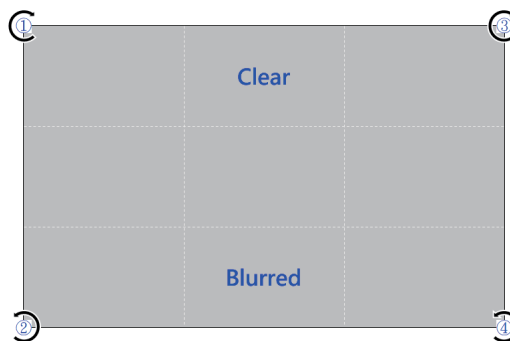 ① ③
Clear
Blurred
② ④